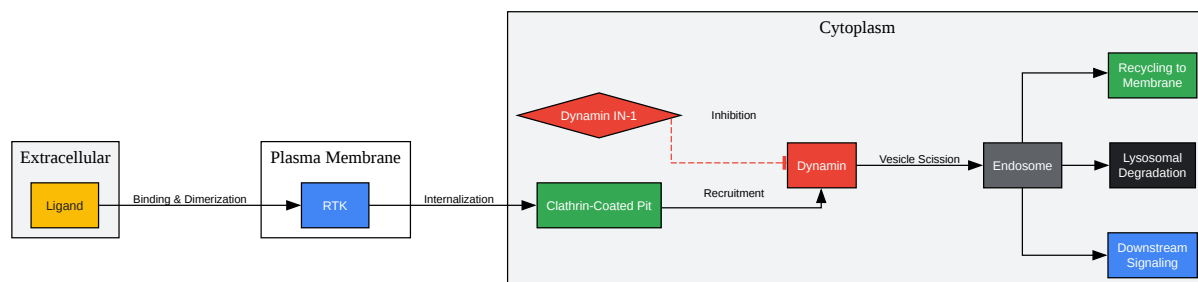 Cytoplasm
Recycling to
Membrane
Dynamin IN-1
Inhibition
Extracellular
Plasma Membrane
Ligand
Binding & Dimerization
RTK
Internalization
Clathrin-Coated Pit
Recruitment
Dynamin
Vesicle Scission
Endosome
Lysosomal
Degradation
Downstream
Signaling